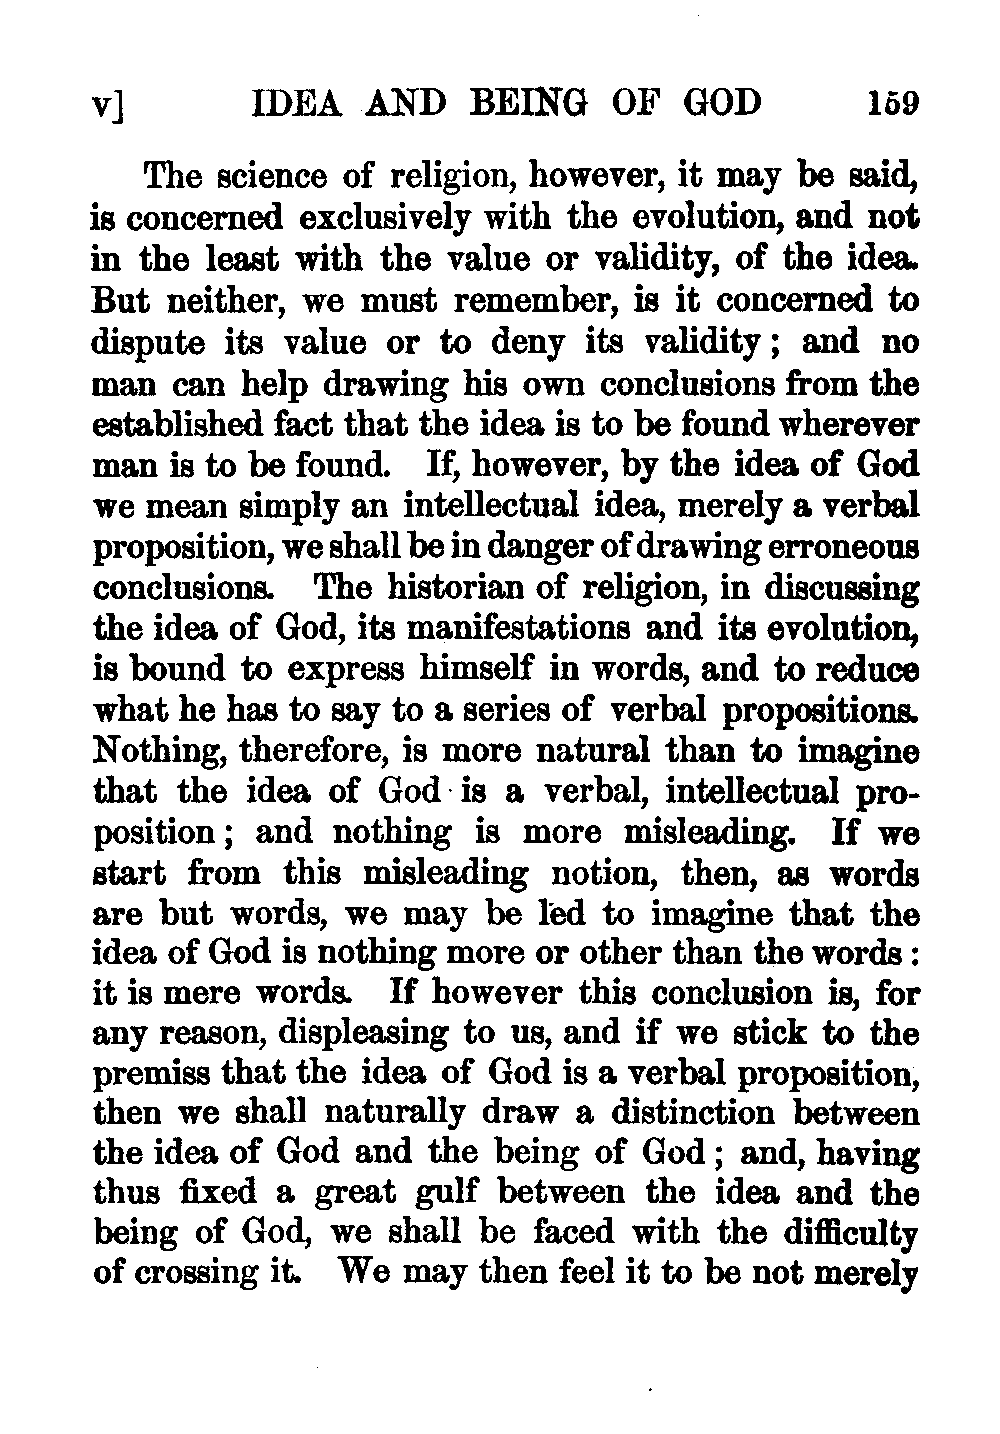 v] IDEA AND BEING OF GOD 159
The science of religion, however, it may be said,
is concerned exclusively with the evolution, and not
in the least with the value or validity, of the idea.
But neither, we must remember, is it concerned to
dispute its value or to deny its validity; and no
man can help drawing his own conclusions from the
established fact that the idea is to be found wherever
man is to be found. If, however, by the idea of God
we mean simply an intellectual idea, merely a verbal
proposition, we shall be in danger of drawing erroneous
conclusions. The historian of religion, in discussing
the idea of God, its manifestations and its evolution,
is bound to express himself in words, and to reduce
what he has to say to a series of verbal propositions.
Nothing, therefore, is more natural than to imagine
that the idea of God is a verbal, intellectual pro-
position; and nothing is more misleading. If we
start from this misleading notion, then, as words
are but words, we may be led to imagine that the
idea of God is nothing more or other than the words:
it is mere words. If however this conclusion is, for
any reason, displeasing to us, and if we stick to the
premiss that the idea of God is a verbal proposition,
then we shall naturally draw a distinction between
the idea of God and the being of God; and, having
thus fixed a great gulf between the idea and the
being of God, we shall be faced with the difficulty
of crossing it. We may then feel it to be not merely